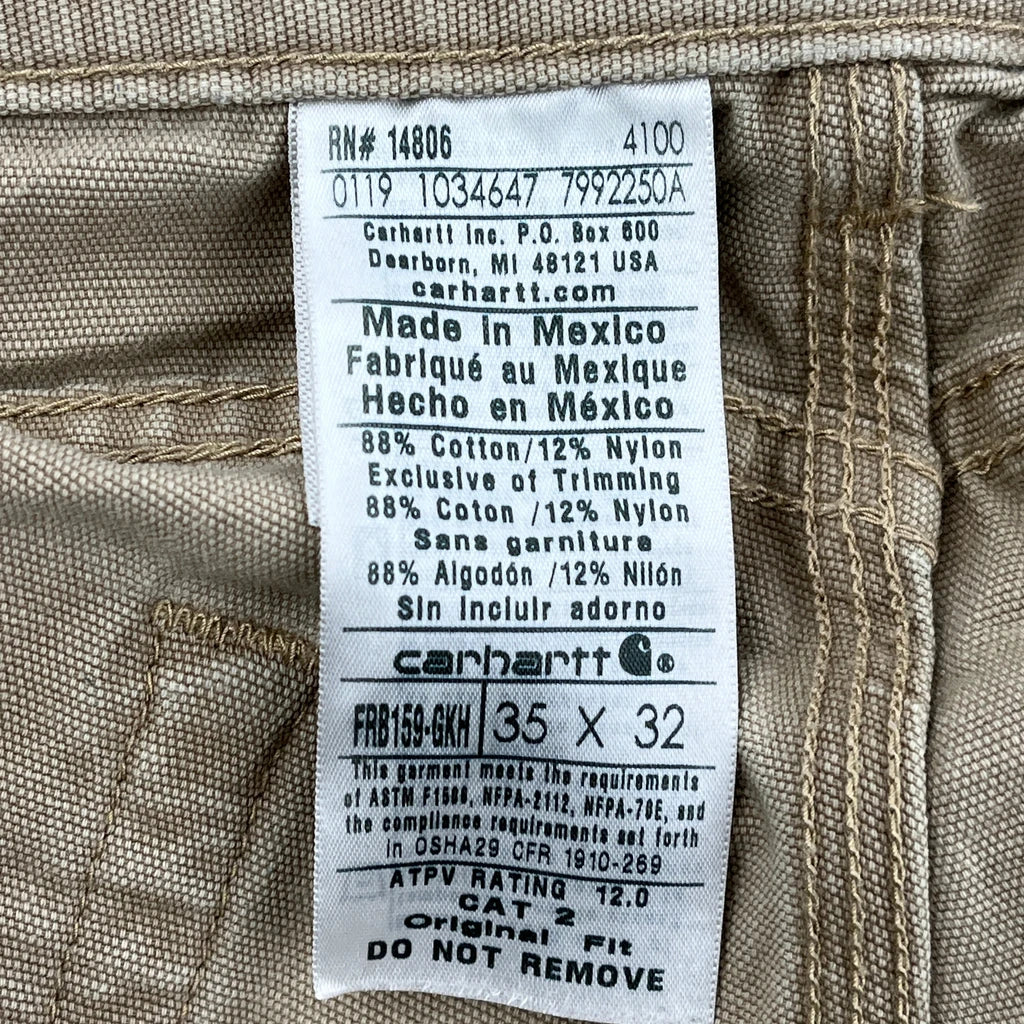 RN# 14806 4100
0119 1034647 7992250A
Carhartt Inc. P.O. Box 600
Dearborn, MI 48121 USA
carhartt.com
Made in Mexico
Fabriqué au Mexique
Hecho en México
88% Cotton/12% Nylon
Exclusive of Trimming
88% Coton /12% Nylon
Sans garniture
88% Algodón /12% Nilón
Sin incluir adorno
carhartt ®
FRB159-GKH 35 X 32
This garment meets the requirements
of ASTM F1506, NFPA-2112, NFPA-70E, and
the compliance requirements set forth
in OSHA29 CFR 1910-269
ATPV RATING 12.0
CAT 2
Original Fit
DO NOT REMOVE